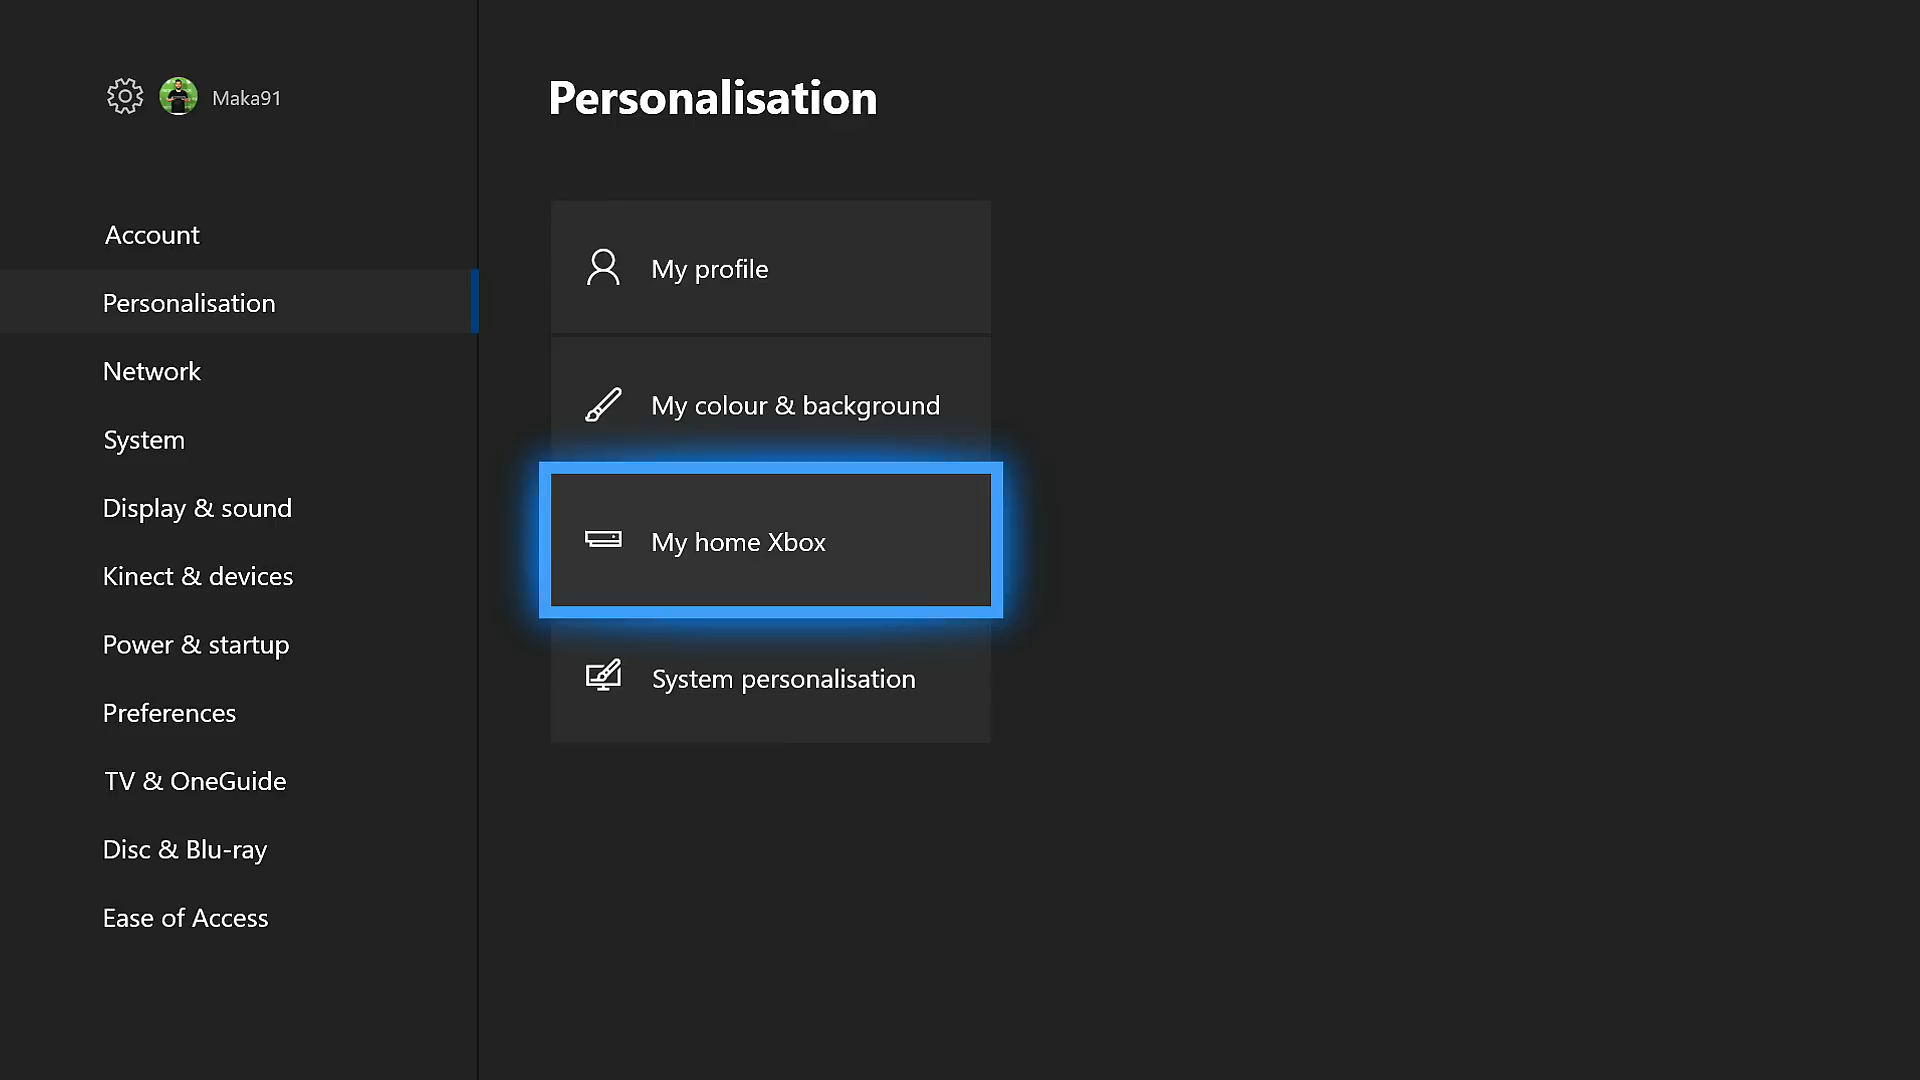 Maka91
Account
Personalisation
Network
System
Display & sound
Kinect & devices
Power & startup
Preferences
TV & OneGuide
Disc & Blu-ray
Ease of Access
Personalisation
My profile
My colour & background
My home Xbox
System personalisation